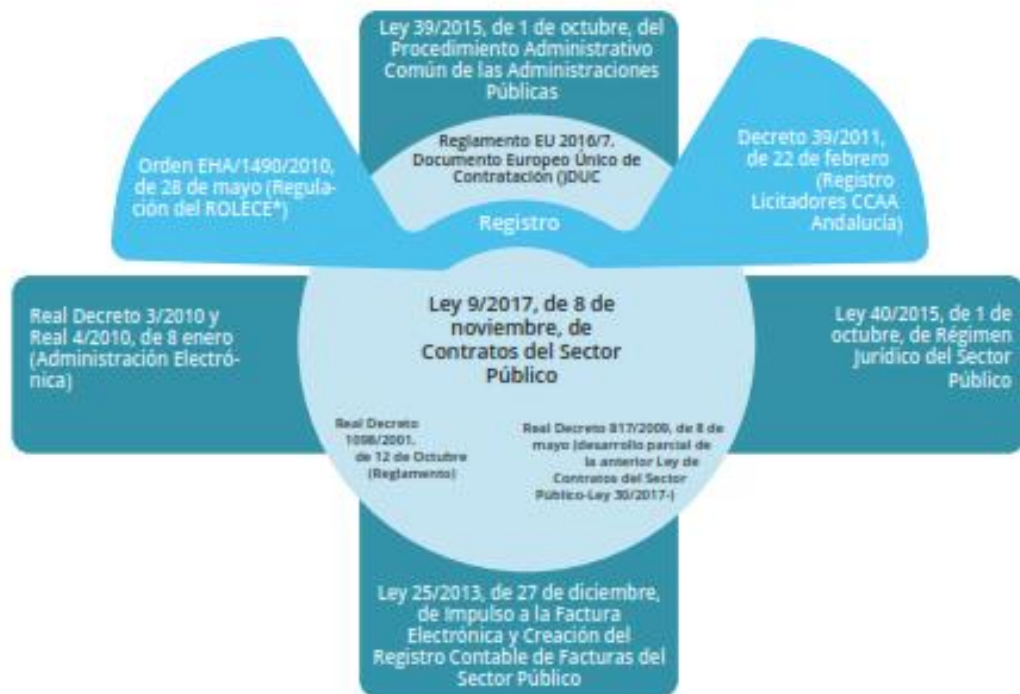 Ley 39/2015, de 1 de octubre, del
Procedimiento Administrativo
Común de las Administraciones
Públicas
Reglamento EU 2016/7.
Documento Europeo Único de
Contratación ()DUC
Orden EHA/1490/2010,
de 28 de mayo (Regula-
ción del ROLECE*)
Decreto 39/2011,
de 22 de febrero
(Registro
Licitadores CCAA
Andalucía)
Registro
Real Decreto 3/2010 y
Real 4/2010, de 8 enero
(Administración Electró-
nica)
Ley 9/2017, de 8 de
noviembre, de
Contratos del Sector
Público
Ley 40/2015, de 1 de
octubre, de Régimen
Jurídico del Sector
Público
Real Decreto
1098/2001.
de 12 de Octubre
(Reglamento)
Real Decreto 817/2009, de 8 de
mayo (desarrollo parcial de
la anterior Ley de
Contratos del Sector
Público-Ley 30/2017-)
Ley 25/2013, de 27 de diciembre,
de Impulso a la Factura
Electrónica y Creación del
Registro Contable de Facturas del
Sector Público